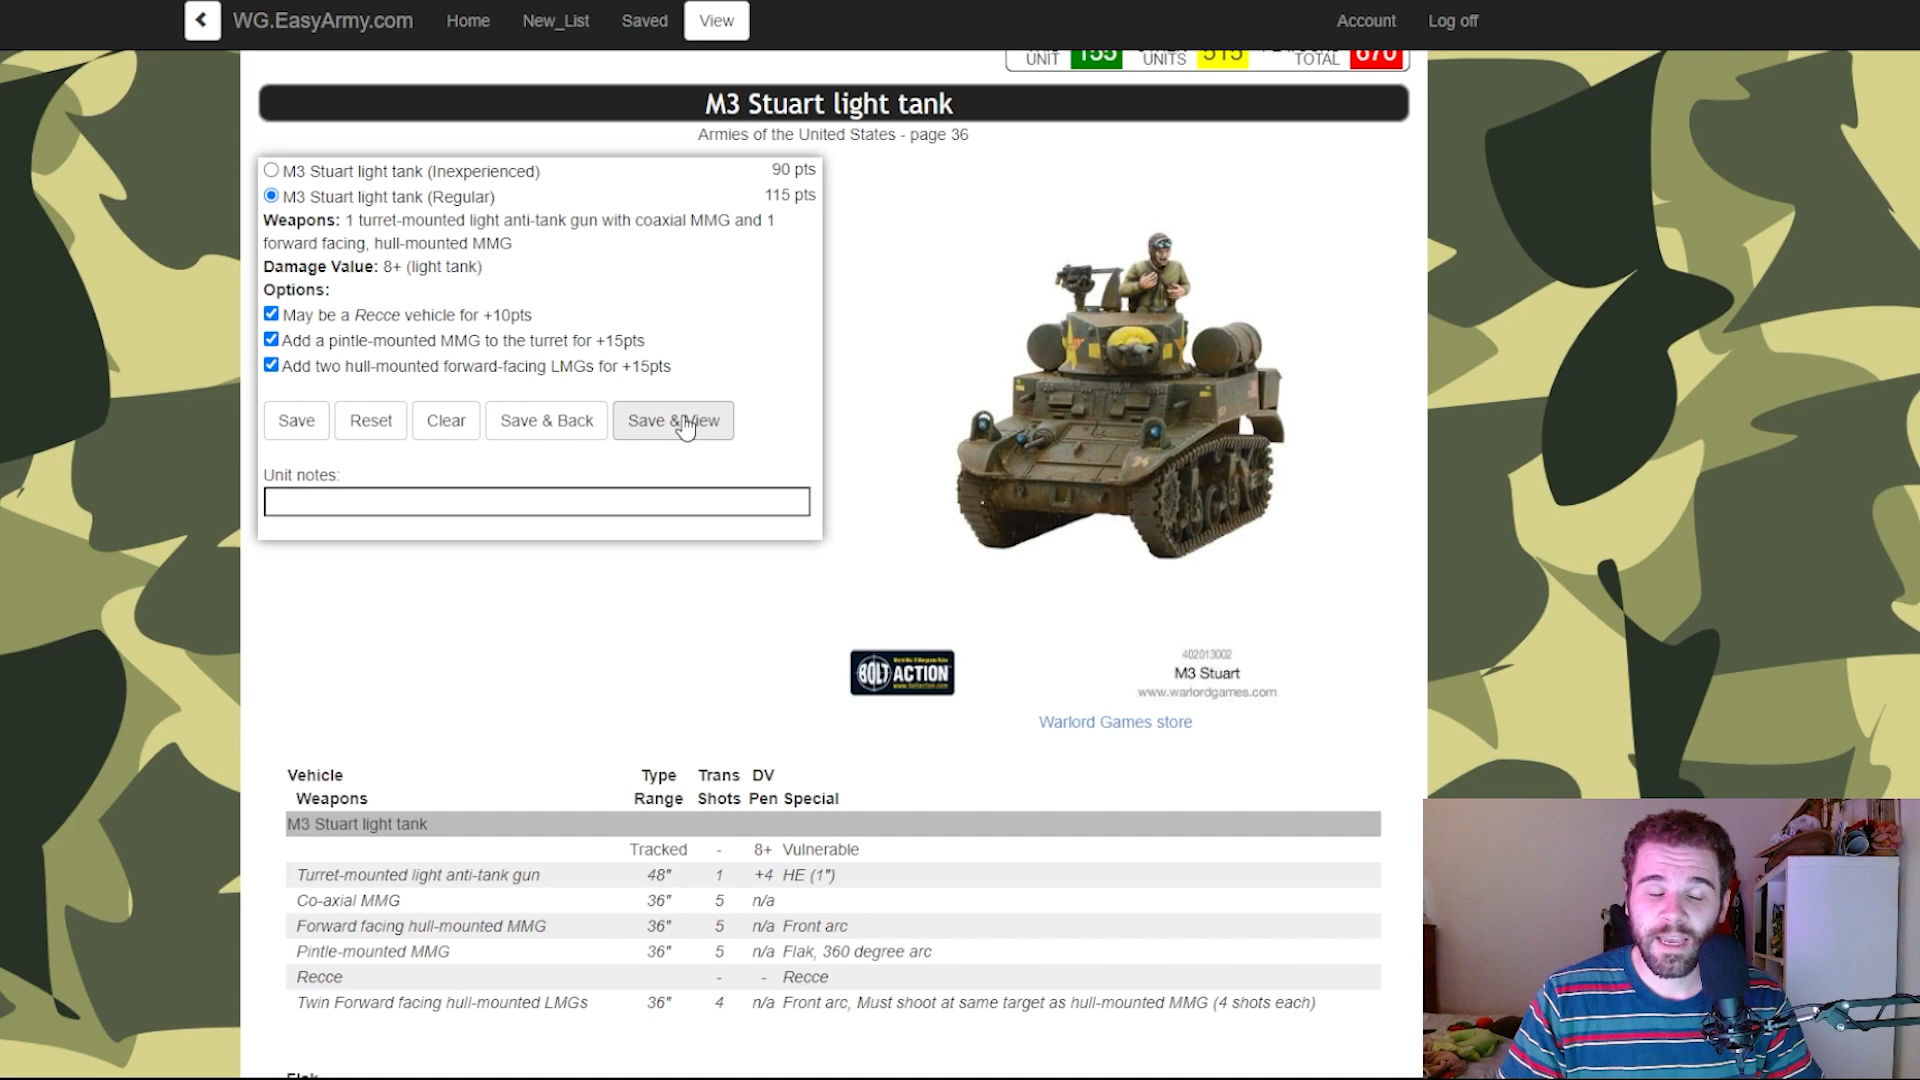 WG.EasyArmy.com Home New_List Saved View Account Log off
UNIT 155 UNITS 515 TOTAL 670
M3 Stuart light tank
Armies of the United States - page 36
M3 Stuart light tank (Inexperienced) 90 pts
M3 Stuart light tank (Regular) 115 pts
Weapons: 1 turret-mounted light anti-tank gun with coaxial MMG and 1
forward facing, hull-mounted MMG
Damage Value: 8+ (light tank)
Options:
May be a Recce vehicle for +10pts
Add a pintle-mounted MMG to the turret for +15pts
Add two hull-mounted forward-facing LMGs for +15pts
Save Reset Clear Save & Back Save & View
Unit notes:
BOLT ACTION
402013002
M3 Stuart
www.warlordgames.com
Warlord Games store
Vehicle Type Trans DV
Weapons Range Shots Pen Special
M3 Stuart light tank
Tracked - 8+ Vulnerable
Turret-mounted light anti-tank gun 48" 1 +4 HE (1")
Co-axial MMG 36" 5 n/a
Forward facing hull-mounted MMG 36" 5 n/a Front arc
Pintle-mounted MMG 36" 5 n/a Flak, 360 degree arc
Recce - - Recce
Twin Forward facing hull-mounted LMGs 36" 4 n/a Front arc, Must shoot at same target as hull-mounted MMG (4 shots each)
Flak